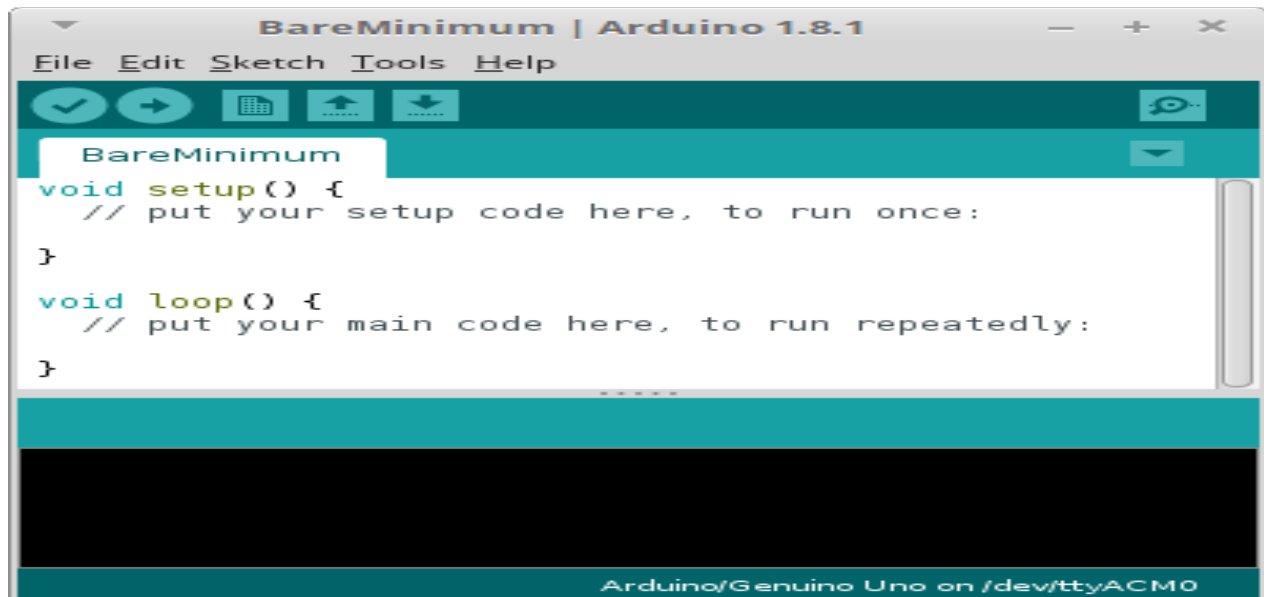 BareMinimum | Arduino 1.8.1
File Edit Sketch Tools Help
BareMinimum
void setup() {
  // put your setup code here, to run once:
}
void loop() {
  // put your main code here, to run repeatedly:
}
Arduino/Genuino Uno on /dev/ttyACM0